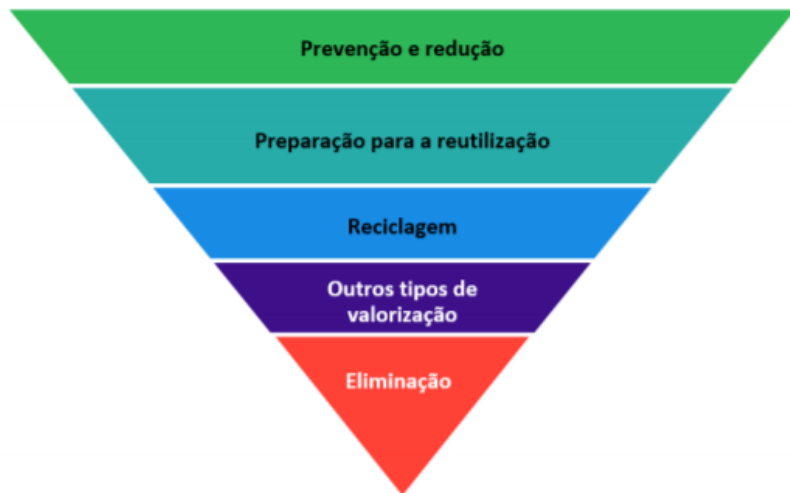 Prevenção e redução
Preparação para a reutilização
Reciclagem
Outros tipos de
valorização
Eliminação